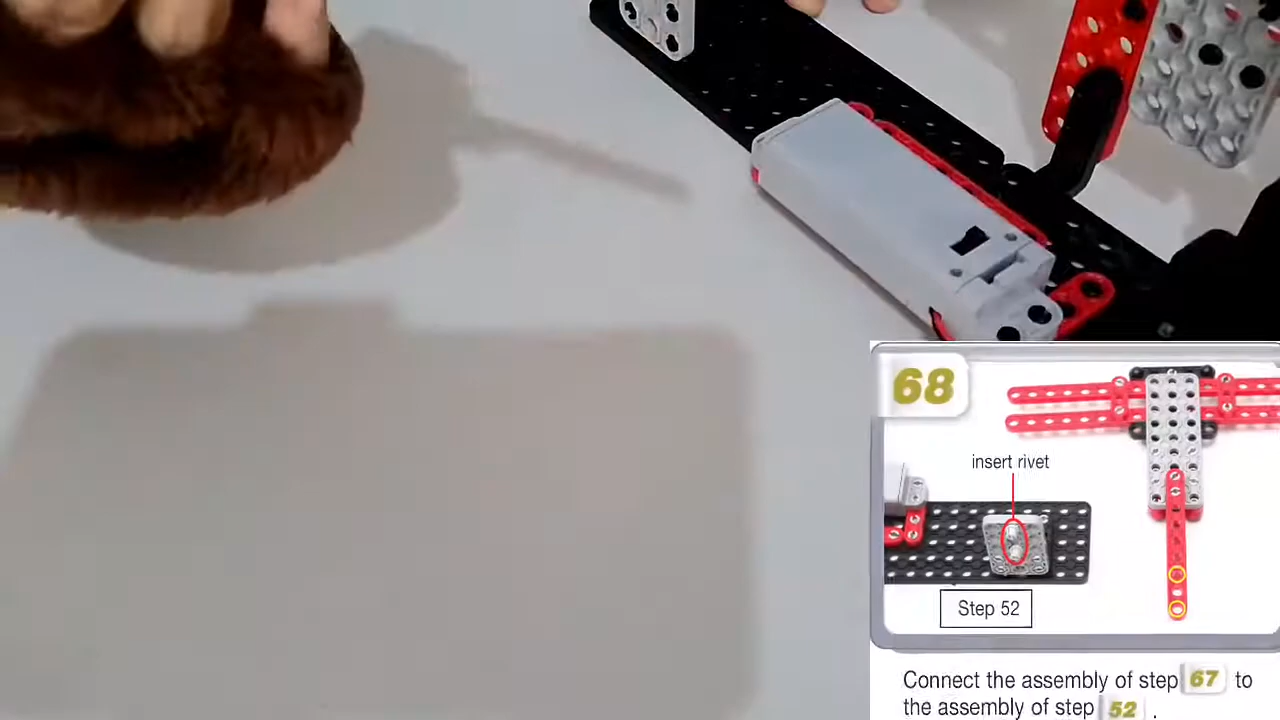 68
insert rivet
Step 52
Connect the assembly of step 67 to
the assembly of step 52 .